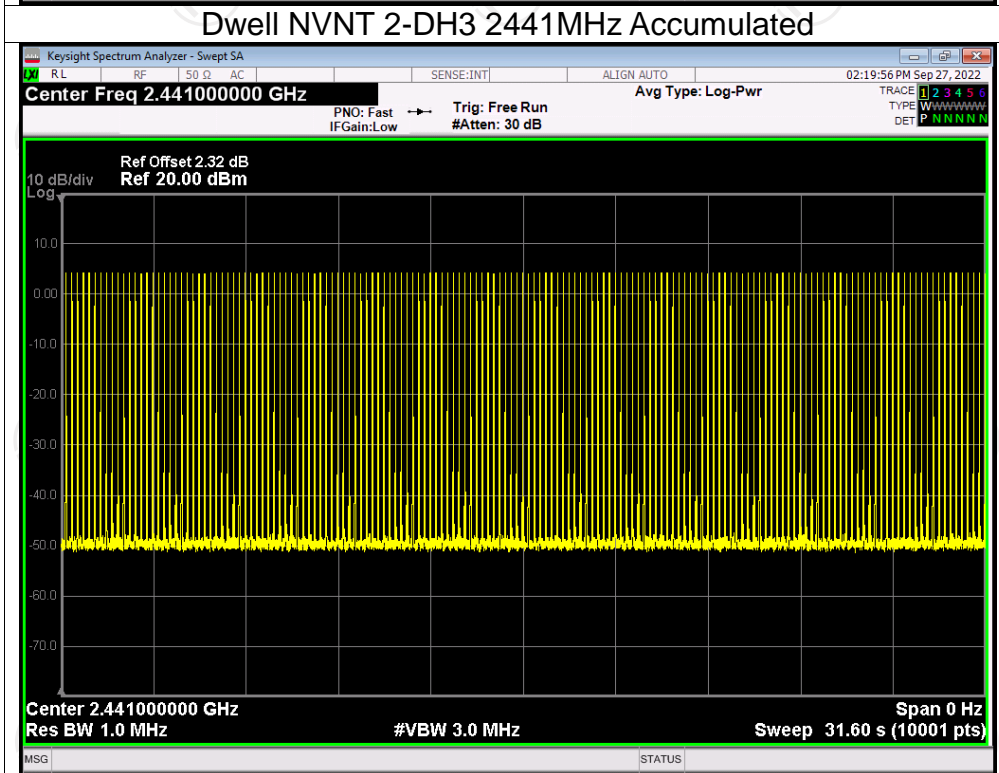 Dwell NVNT 2-DH3 2441MHz Accumulated
Keysight Spectrum Analyzer - Swept SA
LXI RL RF 50 Ω AC SENSE:INT ALIGN AUTO 02:19:56 PM Sep 27, 2022
Center Freq 2.441000000 GHz Avg Type: Log-Pwr TRACE 1 2 3 4 5 6
PNO: Fast Trig: Free Run TYPE WWWWWW
IFGain:Low #Atten: 30 dB DET P N N N N N
Ref Offset 2.32 dB
10 dB/div Ref 20.00 dBm
Log
10.0
0.00
-10.0
-20.0
-30.0
-40.0
-50.0
-60.0
-70.0
Center 2.441000000 GHz Span 0 Hz
Res BW 1.0 MHz #VBW 3.0 MHz Sweep 31.60 s (10001 pts)
MSG STATUS